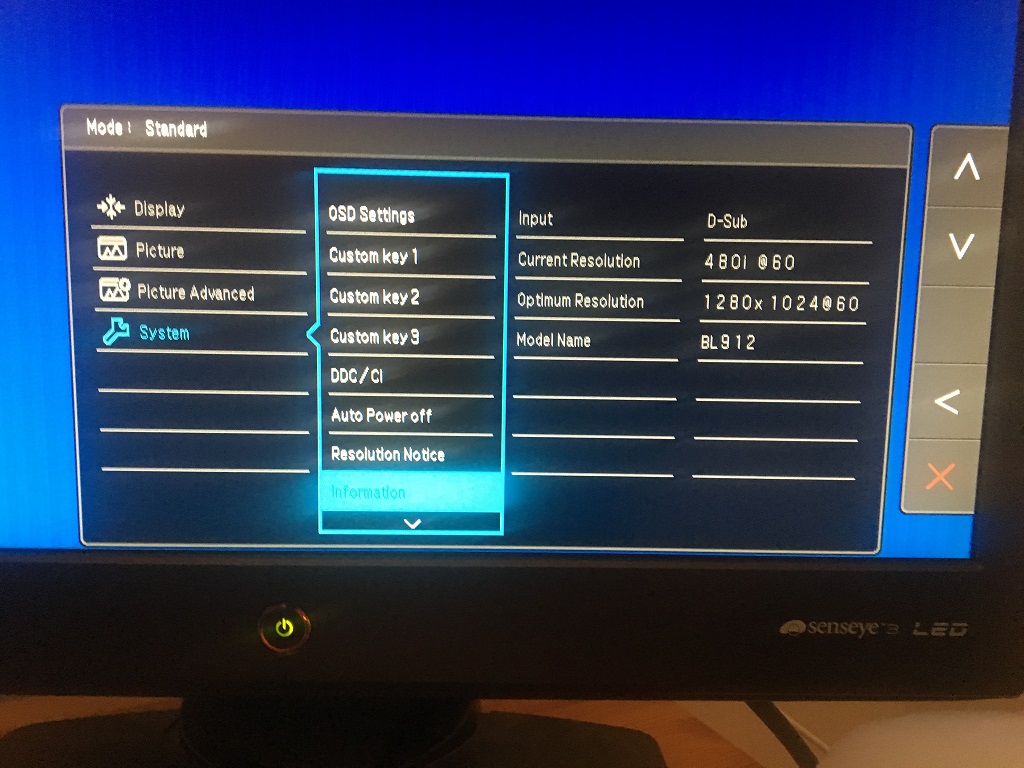 Mode: Standard
Display
Picture
Picture Advanced
System
OSD Settings
Custom key 1
Custom key 2
Custom key 3
DDC/CI
Auto Power off
Resolution Notice
Information
Input D-Sub
Current Resolution 480i @60
Optimum Resolution 1280x1024@60
Model Name BL912
senseye™3 LED